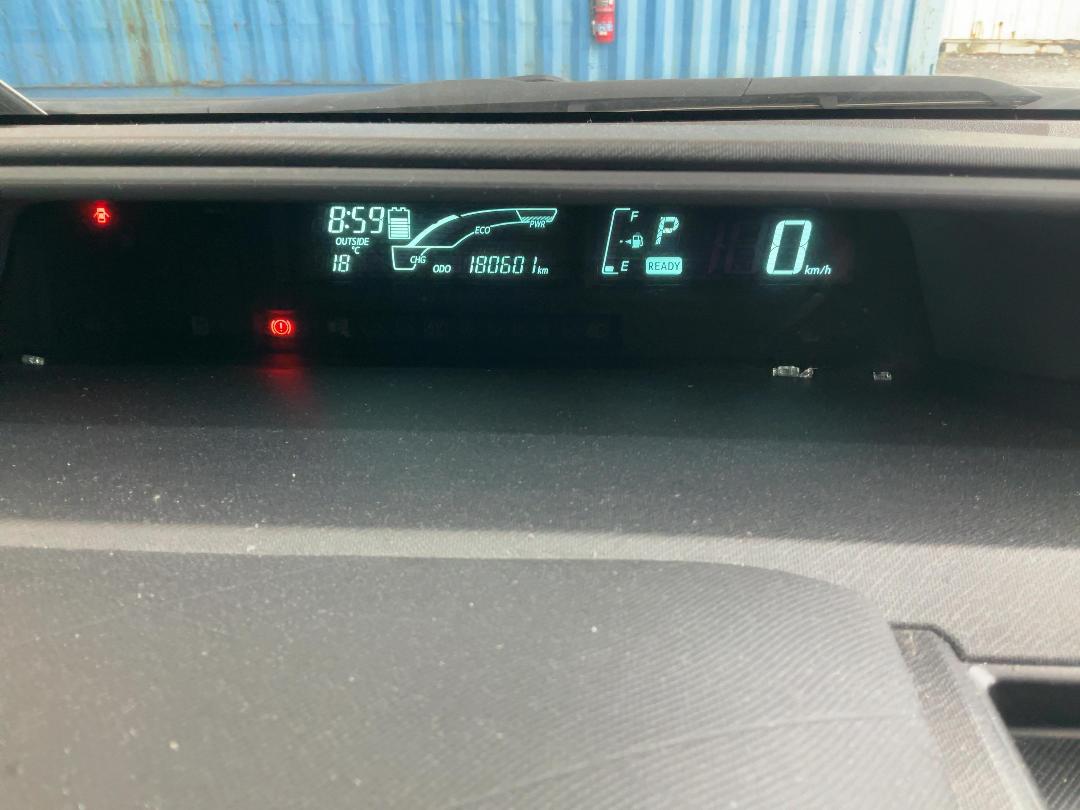 8:59
OUTSIDE
°C
18
CHG
ECO
PWR
ODO 180601 km
F
E
P
READY
0 km/h